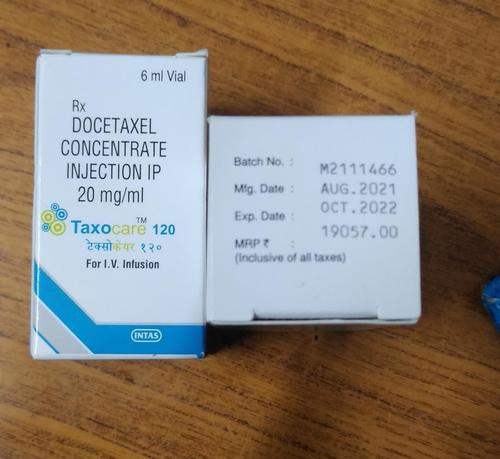 6 ml Vial
Rx
DOCETAXEL
CONCENTRATE
INJECTION IP
20 mg/ml
Taxocare™ 120
टेक्सोकेयर १२०
For I.V. Infusion
INTAS
Batch No. : M2111466
Mfg. Date : AUG.2021
Exp. Date : OCT.2022
MRP ₹ : 19057.00
(Inclusive of all taxes)